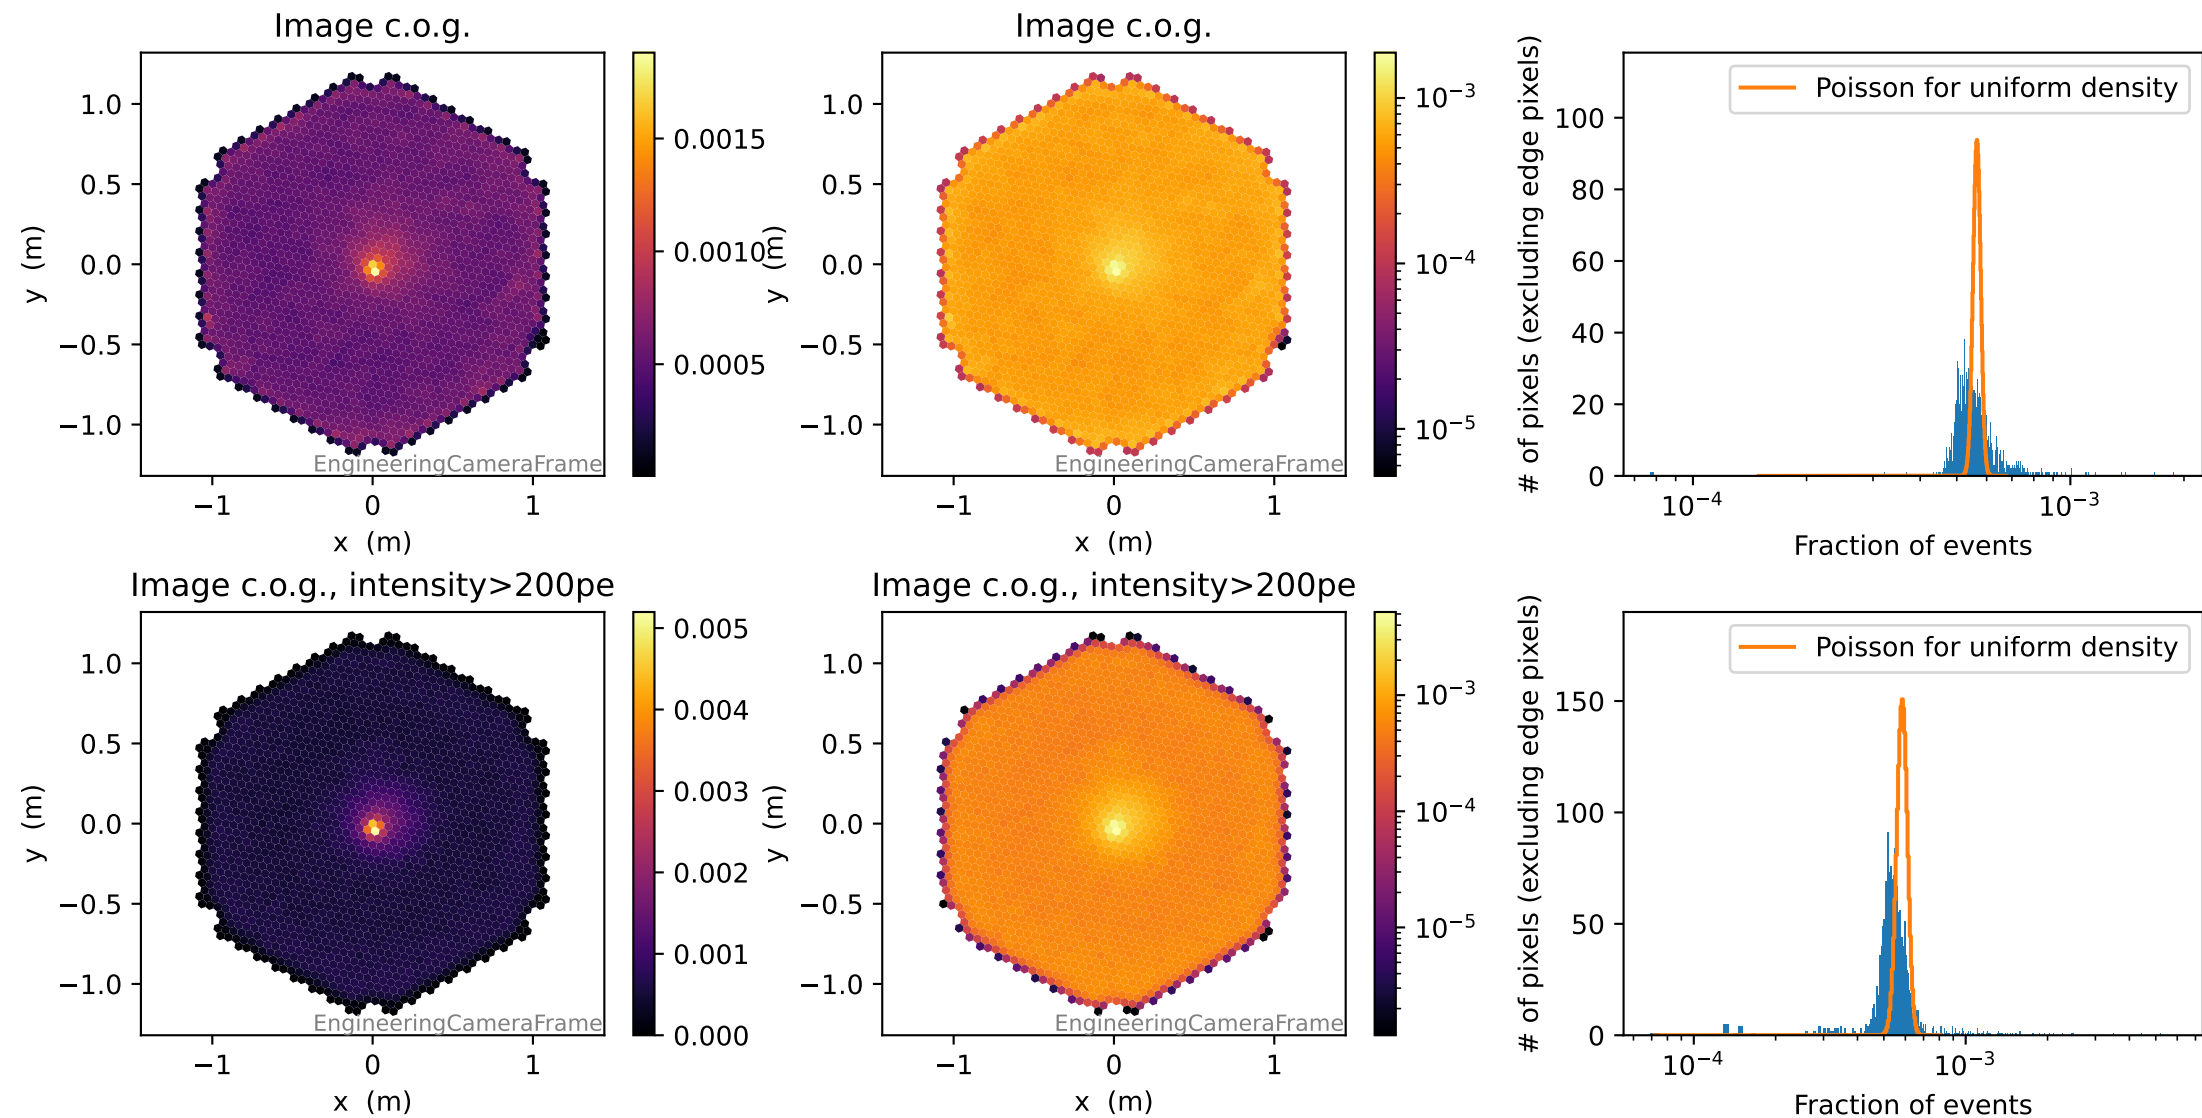 Image c.o.g.
1.0
0.5
0.0
−0.5
−1.0
y (m)
−1 0 1
x (m)
EngineeringCameraFrame
0.0015
0.0010
0.0005
Image c.o.g.
1.0
0.5
0.0
−0.5
−1.0
y (m)
−1 0 1
x (m)
EngineeringCameraFrame
10⁻³
10⁻⁴
10⁻⁵
# of pixels (excluding edge pixels)
100
80
60
40
20
0
Poisson for uniform density
10⁻⁴ 10⁻³
Fraction of events
Image c.o.g., intensity>200pe
1.0
0.5
0.0
−0.5
−1.0
y (m)
−1 0 1
x (m)
EngineeringCameraFrame
0.005
0.004
0.003
0.002
0.001
0.000
Image c.o.g., intensity>200pe
1.0
0.5
0.0
−0.5
−1.0
y (m)
−1 0 1
x (m)
EngineeringCameraFrame
10⁻³
10⁻⁴
10⁻⁵
# of pixels (excluding edge pixels)
150
100
50
0
Poisson for uniform density
10⁻⁴ 10⁻³
Fraction of events